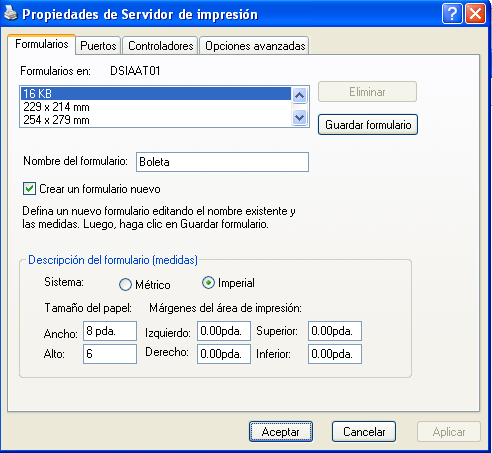 Propiedades de Servidor de impresión
Formularios Puertos Controladores Opciones avanzadas
Formularios en: DSIAAT01
16 KB
229 x 214 mm
254 x 279 mm
Eliminar
Guardar formulario
Nombre del formulario: Boleta
Crear un formulario nuevo
Defina un nuevo formulario editando el nombre existente y
las medidas. Luego, haga clic en Guardar formulario.
Descripción del formulario (medidas)
Sistema: Métrico Imperial
Tamaño del papel: Márgenes del área de impresión:
Ancho: 8 pda. Izquierdo: 0.00pda. Superior: 0.00pda.
Alto: 6 Derecho: 0.00pda. Inferior: 0.00pda.
Aceptar Cancelar Aplicar